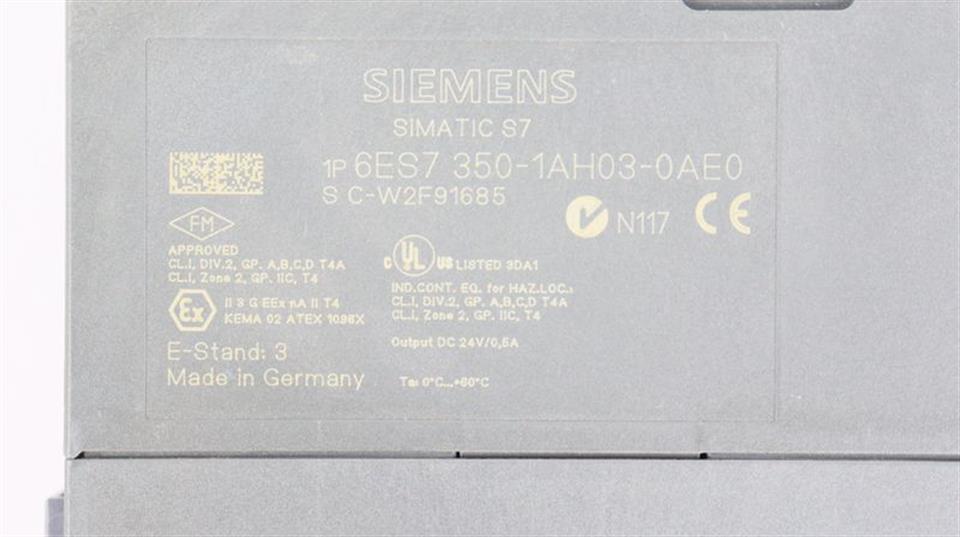 SIEMENS
SIMATIC S7
1P 6ES7 350-1AH03-0AE0
S C-W2F91685
N117 CE
FM
APPROVED
CL.I, DIV.2, GP. A,B,C,D T4A
CL.I, Zone 2, GP. IIC, T4
Ex
II 3 G EEx nA II T4
KEMA 02 ATEX 1096X
C UL US LISTED 3DA1
IND.CONT. EQ. for HAZ.LOC.:
CL.I, DIV.2, GP. A,B,C,D T4A
CL.I, Zone 2, GP. IIC, T4
Output DC 24V/0,5A
E-Stand: 3
Made in Germany
Ta: 0°C...+60°C